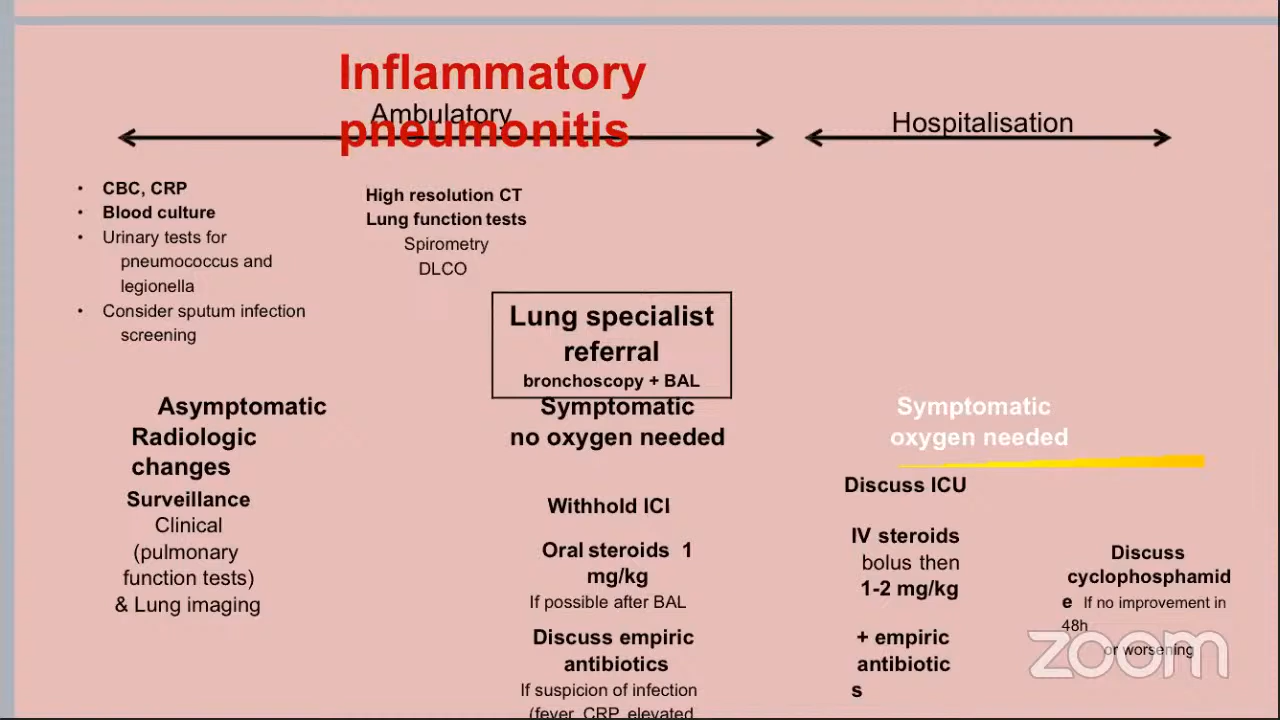 Inflammatory
pneumonitis
Ambulatory
Hospitalisation
• CBC, CRP
• Blood culture
• Urinary tests for
pneumococcus and
legionella
• Consider sputum infection
screening
High resolution CT
Lung function tests
Spirometry
DLCO
Lung specialist
referral
bronchoscopy + BAL
Asymptomatic
Radiologic
changes
Surveillance
Clinical
(pulmonary
function tests)
& Lung imaging
Symptomatic
no oxygen needed
Withhold ICI
Oral steroids 1
mg/kg
If possible after BAL
Discuss empiric
antibiotics
If suspicion of infection
(fever, CRP, elevated
Symptomatic
oxygen needed
Discuss ICU
IV steroids
bolus then
1-2 mg/kg
+ empiric
antibiotic
s
Discuss
cyclophosphamid
e If no improvement in
48h
or worsening
zoom